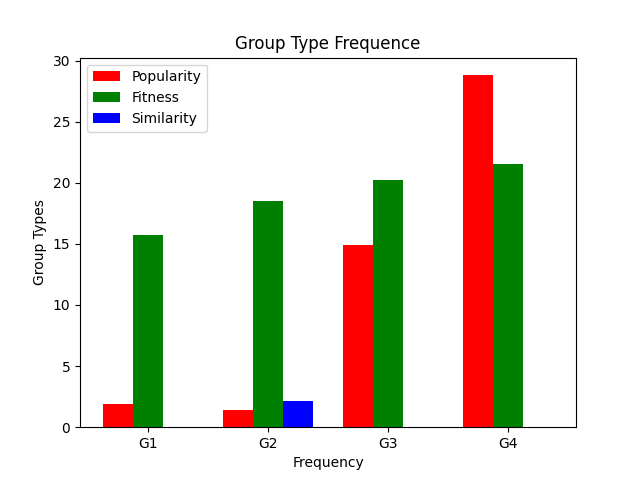 Group Type Frequence
30
25
20
15
10
5
0
Group Types
Popularity
Fitness
Similarity
G1 G2 G3 G4
Frequency